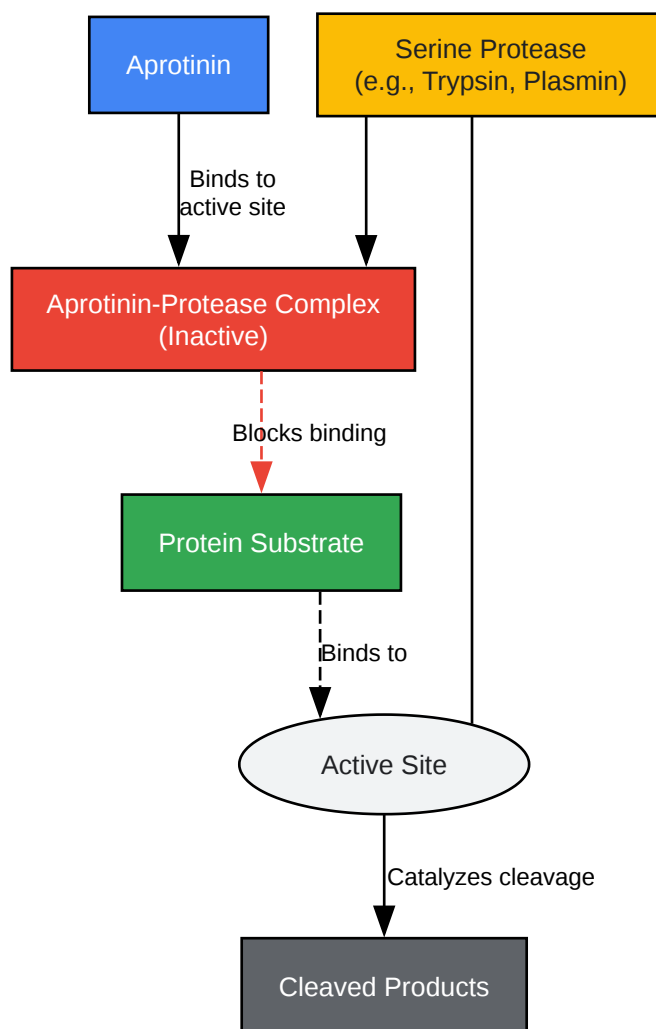 Aprotinin
Serine Protease
(e.g., Trypsin, Plasmin)
Binds to
active site
Aprotinin-Protease Complex
(Inactive)
Blocks binding
Protein Substrate
Binds to
Active Site
Catalyzes cleavage
Cleaved Products